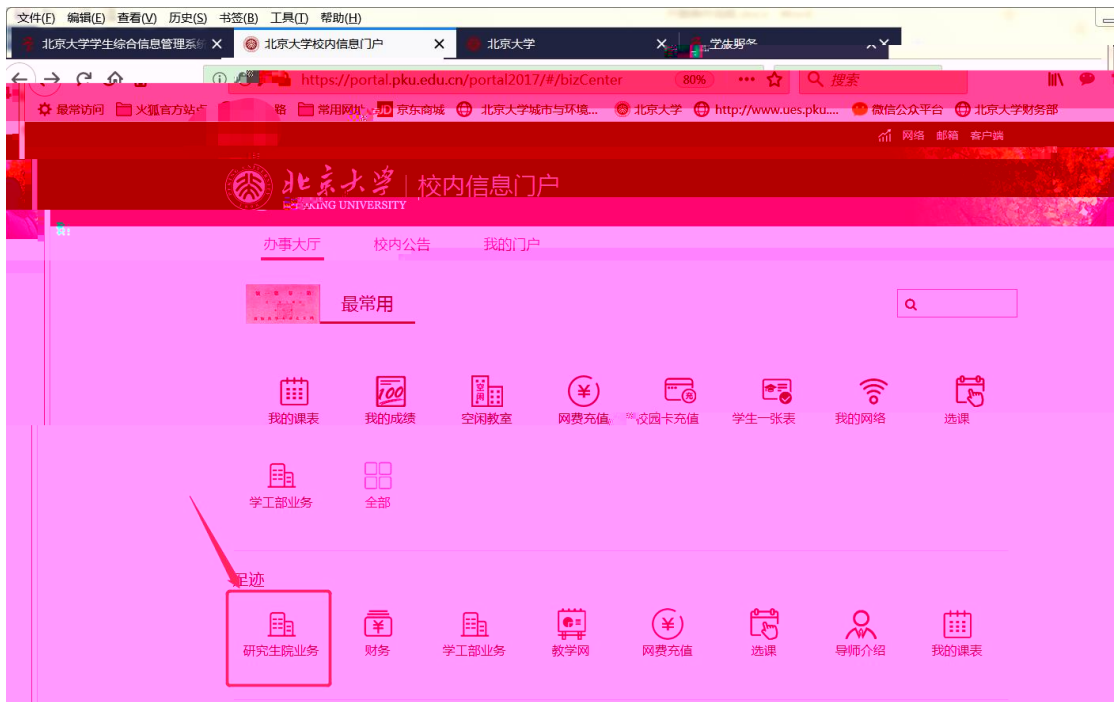 文件(F) 编辑(E) 查看(V) 历史(S) 书签(B) 工具(T) 帮助(H)
北京大学学生综合信息管理系统 北京大学校内信息门户 北京大学
https://portal.pku.edu.cn/portal2017/#/bizCenter 80% 搜索
最常访问 火狐官方站点 常用网址 JD 京东商城 北京大学城市与环境... 北京大学 http://www.ues.pku.... 微信公众平台 北京大学财务部
网络 邮箱 客户端
北京大学 校内信息门户
PEKING UNIVERSITY
办事大厅 校内公告 我的门户
最常用
我的课表 我的成绩 空闲教室 网费充值 校园卡充值 学生一张表 我的网络 选课
学工部业务 全部
足迹
研究生院业务 财务 学工部业务 教学网 网费充值 选课 导师介绍 我的课表